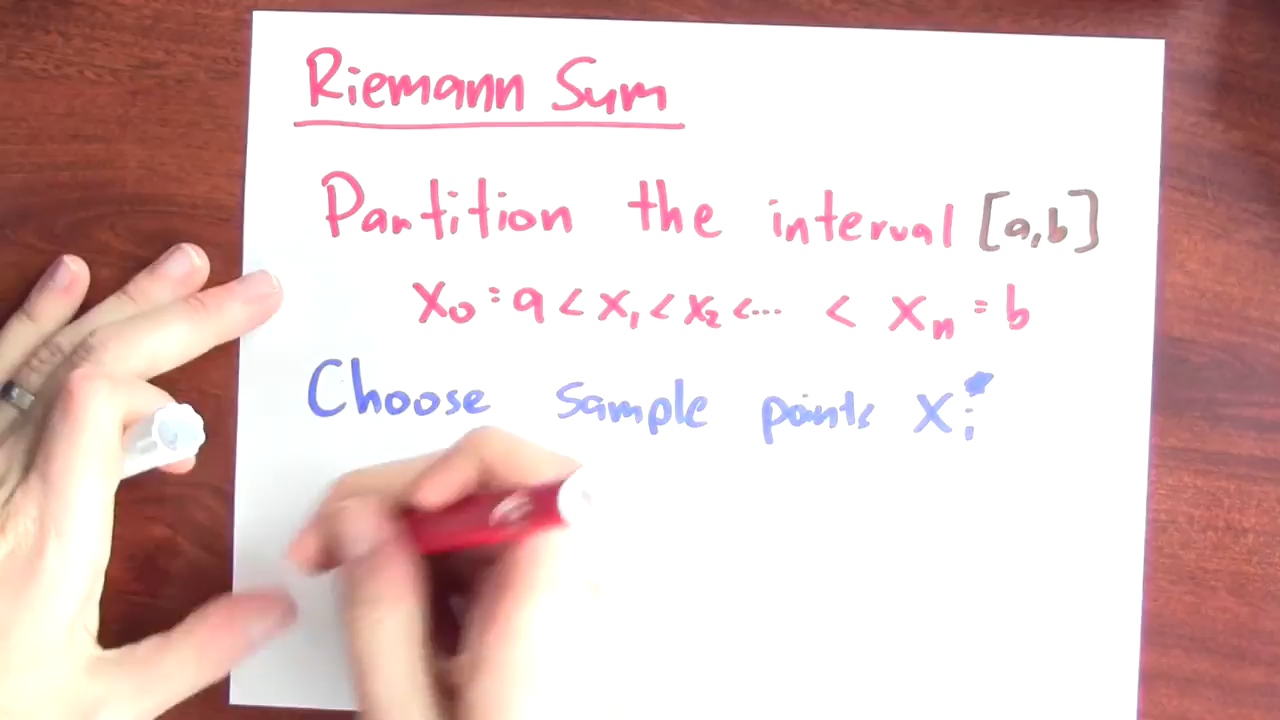 Riemann Sum
Partition the interval [a,b]
x₀ = a < x₁ < x₂ < ... < xₙ = b
Choose sample points xᵢ*